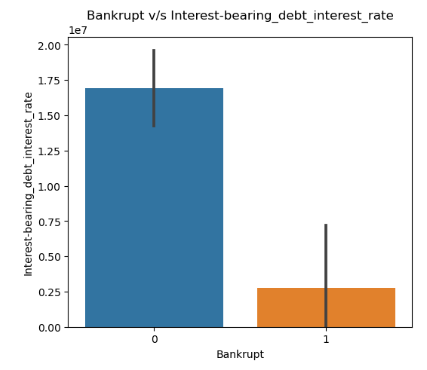 Bankrupt v/s Interest-bearing_debt_interest_rate
1e7
2.00
1.75
1.50
1.25
1.00
0.75
0.50
0.25
0.00
Interest-bearing_debt_interest_rate
0
1
Bankrupt